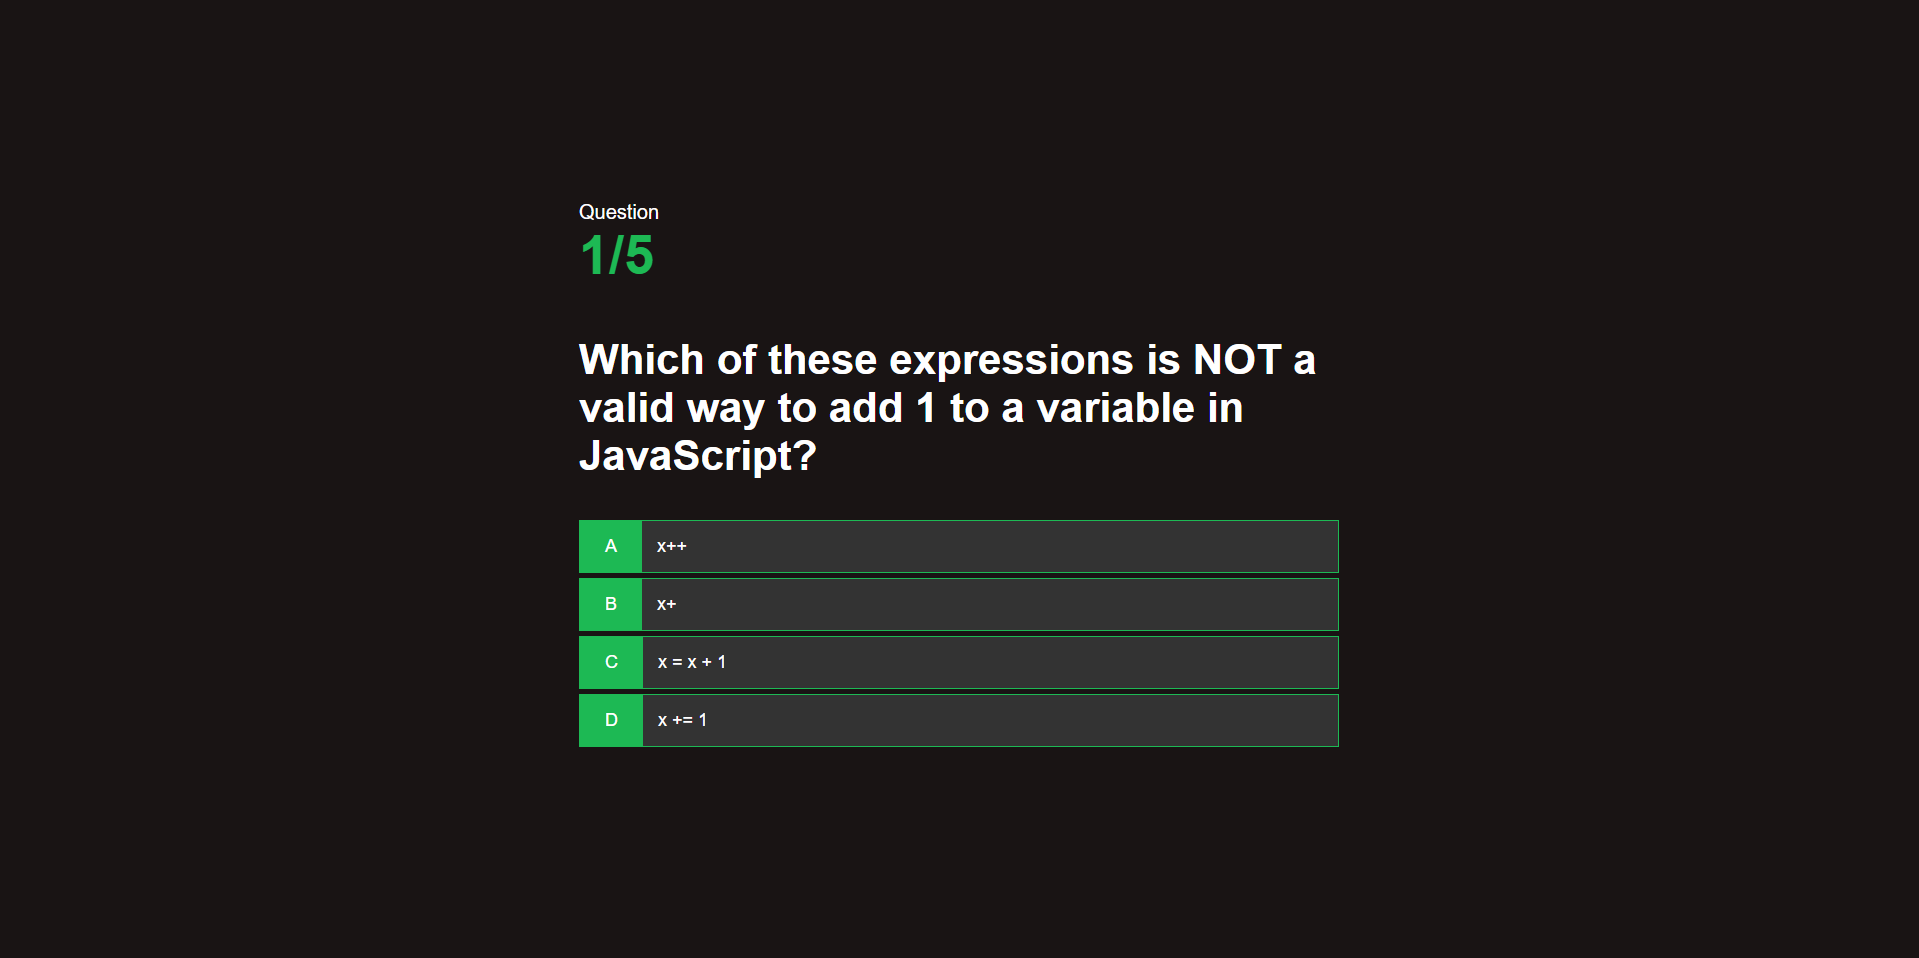 Question
1/5
Which of these expressions is NOT a
valid way to add 1 to a variable in
JavaScript?
A x++
B x+
C x = x + 1
D x += 1